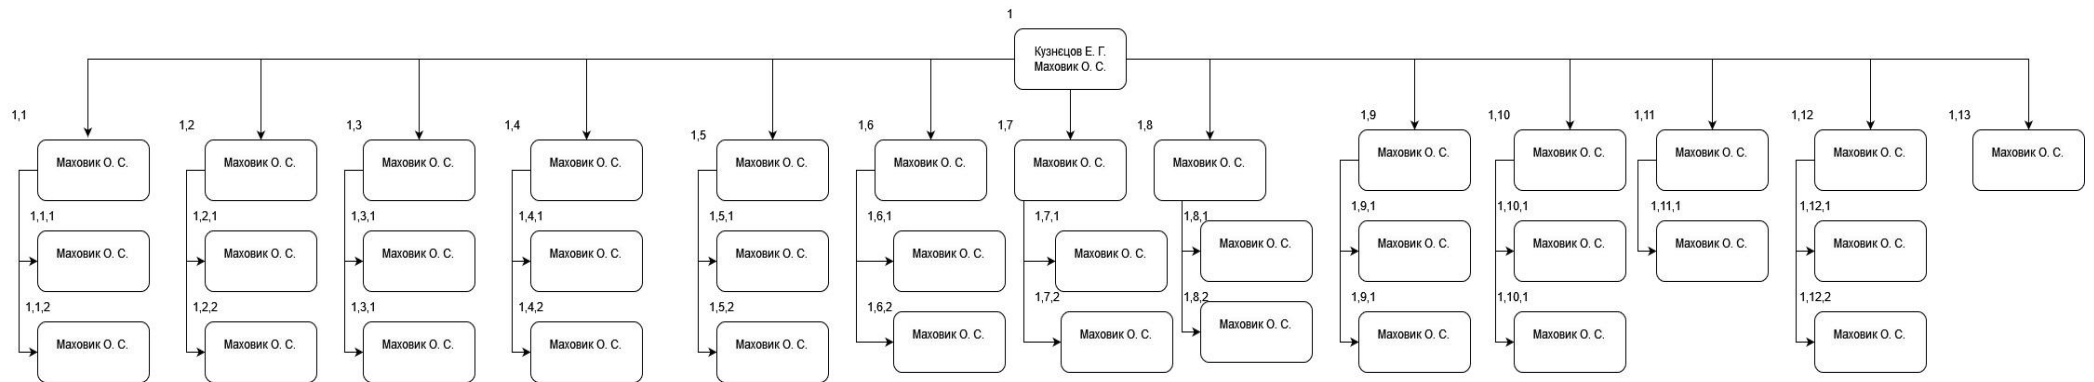 1
Кузнєцов Е. Г.
Маховик О. С.
1,1
1,2
1,3
1,4
1,5
1,6
1,7
1,8
1,9
1,10
1,11
1,12
1,13
Маховик О. С.
Маховик О. С.
Маховик О. С.
Маховик О. С.
Маховик О. С.
Маховик О. С.
Маховик О. С.
Маховик О. С.
Маховик О. С.
Маховик О. С.
Маховик О. С.
Маховик О. С.
Маховик О. С.
1,1,1
1,2,1
1,3,1
1,4,1
1,5,1
1,6,1
1,7,1
1,8,1
1,9,1
1,10,1
1,11,1
1,12,1
Маховик О. С.
Маховик О. С.
Маховик О. С.
Маховик О. С.
Маховик О. С.
Маховик О. С.
Маховик О. С.
Маховик О. С.
Маховик О. С.
Маховик О. С.
Маховик О. С.
Маховик О. С.
1,1,2
1,2,2
1,3,1
1,4,2
1,5,2
1,6,2
1,7,2
1,8,2
1,9,1
1,10,1
1,12,2
Маховик О. С.
Маховик О. С.
Маховик О. С.
Маховик О. С.
Маховик О. С.
Маховик О. С.
Маховик О. С.
Маховик О. С.
Маховик О. С.
Маховик О. С.
Маховик О. С.